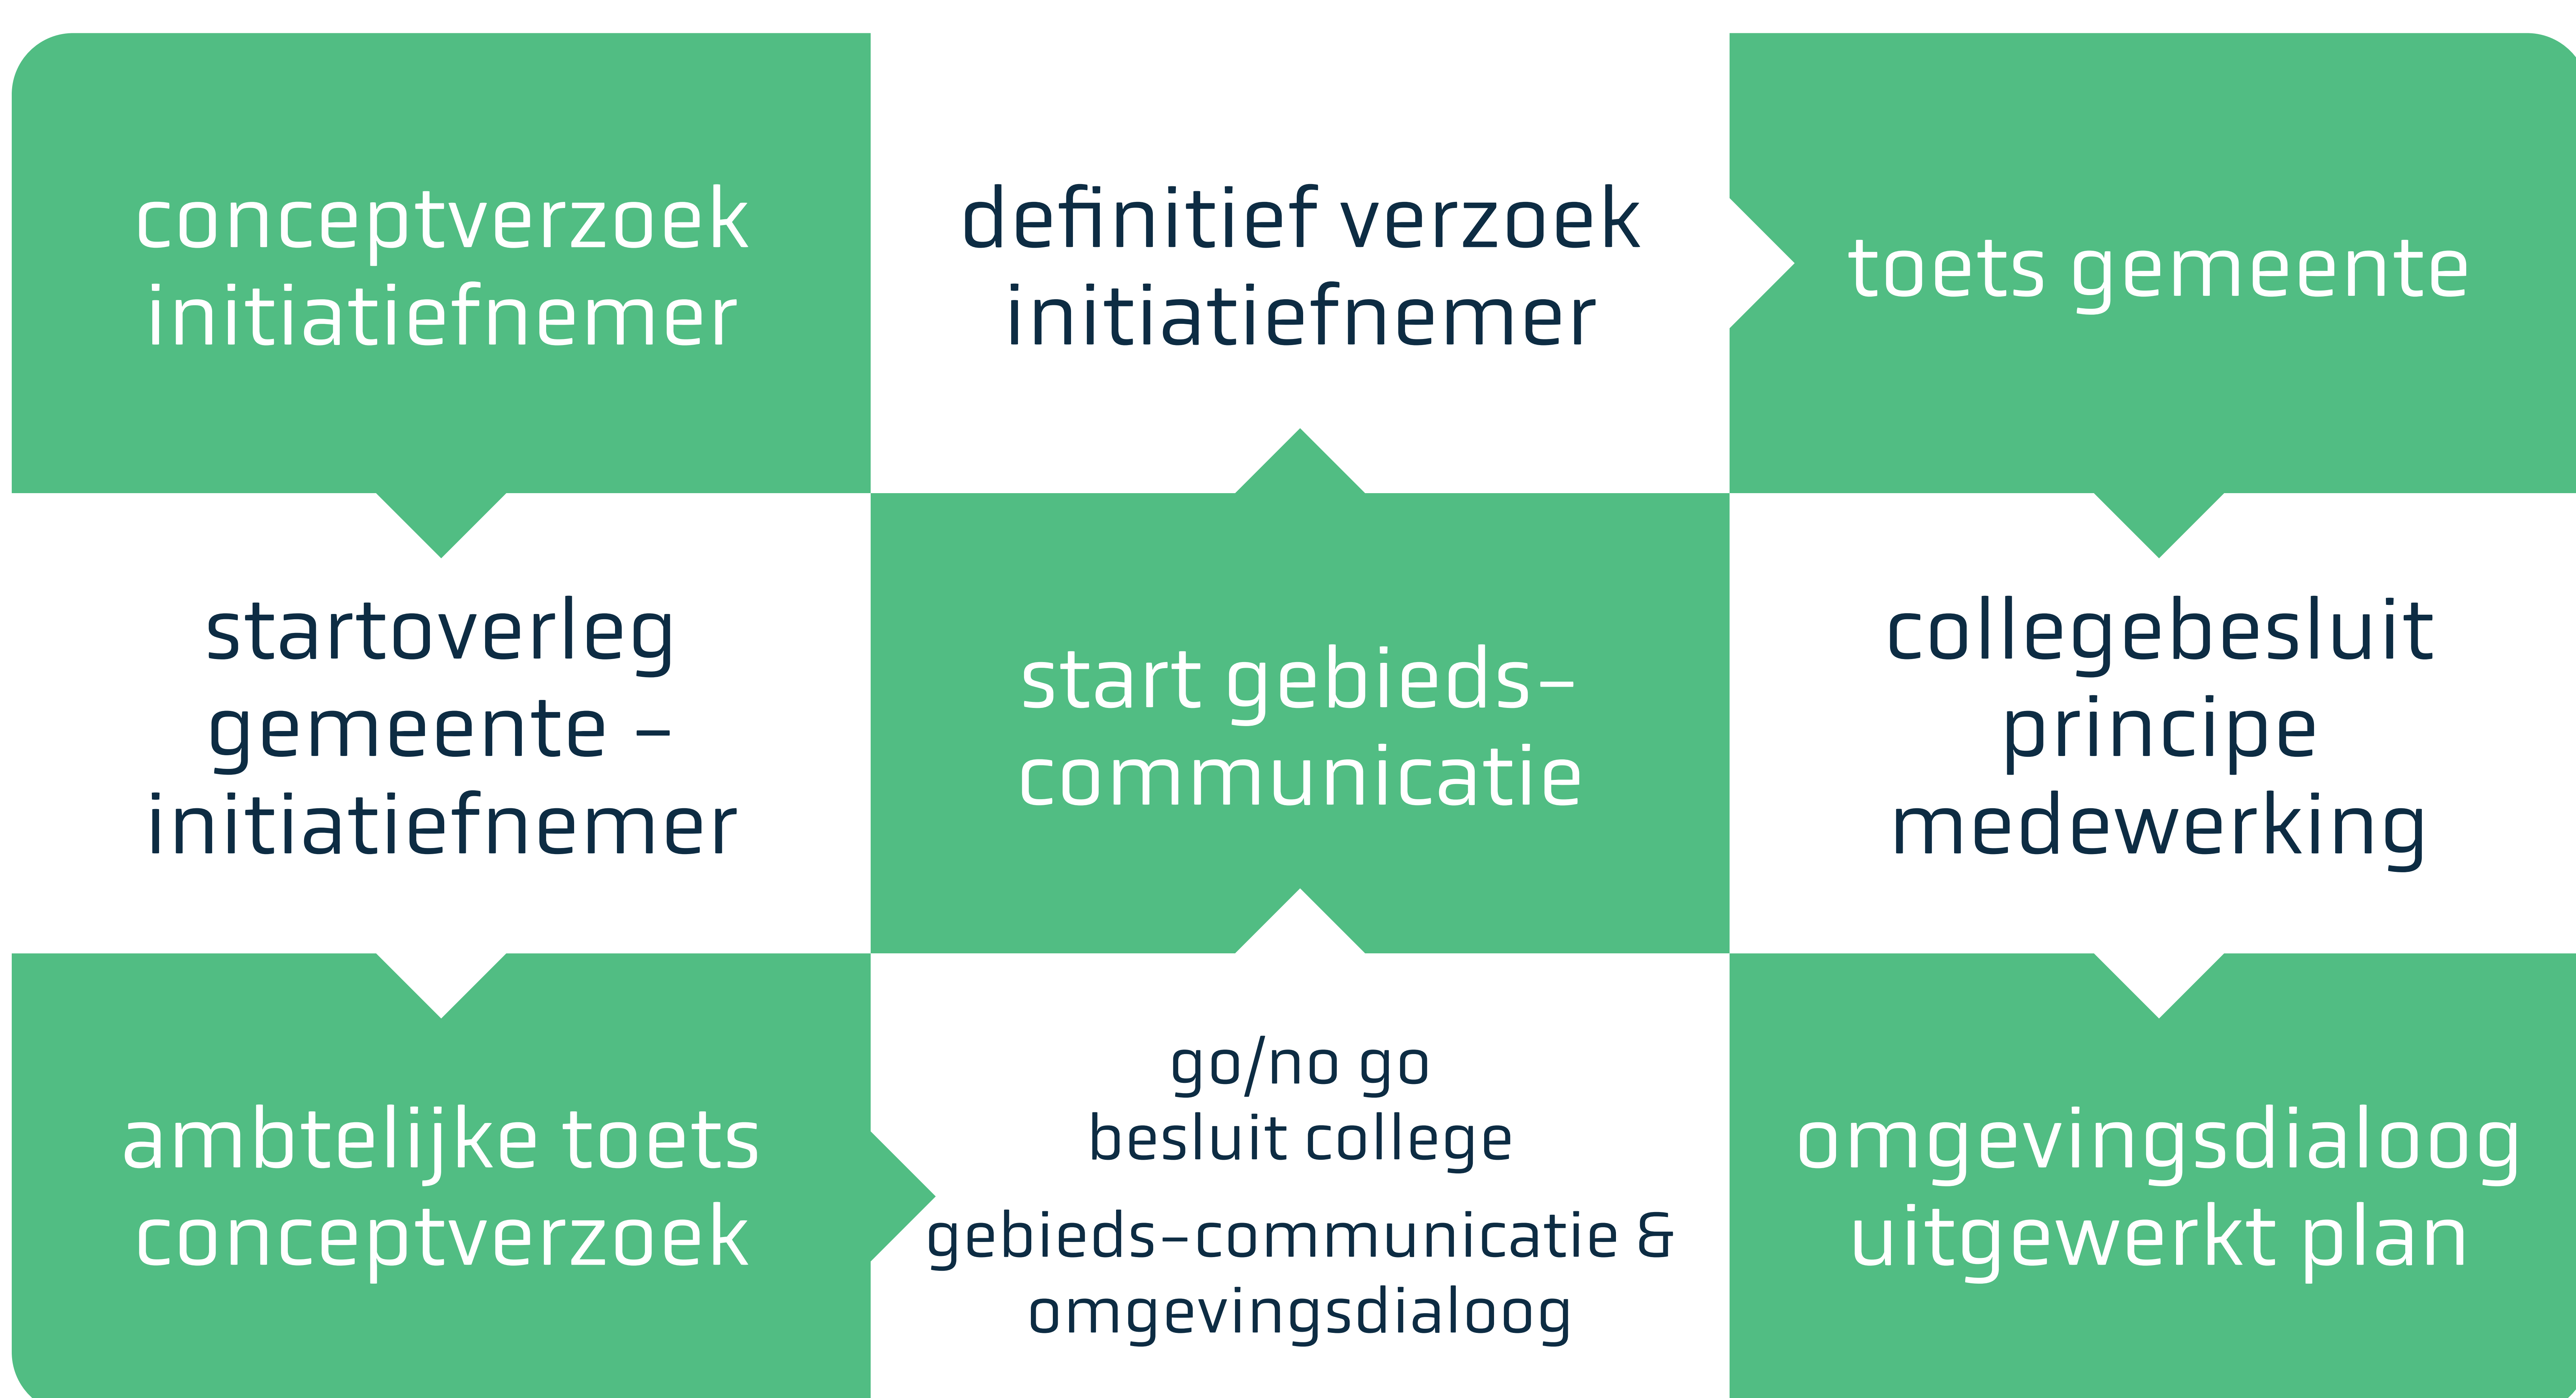 conceptverzoek
initiatiefnemer
startoverleg
gemeente –
initiatiefnemer
ambtelijke toets
conceptverzoek
go/no go
besluit college
gebieds-communicatie &
omgevingsdialoog
start gebieds-
communicatie
definitief verzoek
initiatiefnemer
toets gemeente
collegebesluit
principe
medewerking
omgevingsdialoog
uitgewerkt plan